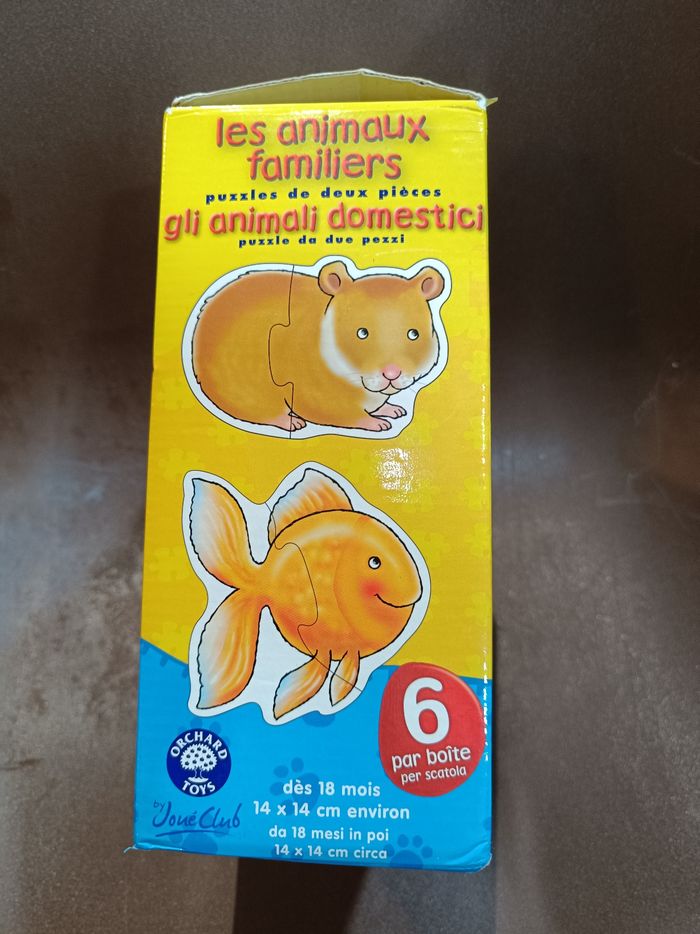 les animaux
familiers
puzzles de deux pièces
gli animali domestici
puzzle da due pezzi
6
par boîte
per scatola
ORCHARD
TOYS
by JouéClub
dès 18 mois
14 x 14 cm environ
da 18 mesi in poi
14 x 14 cm circa